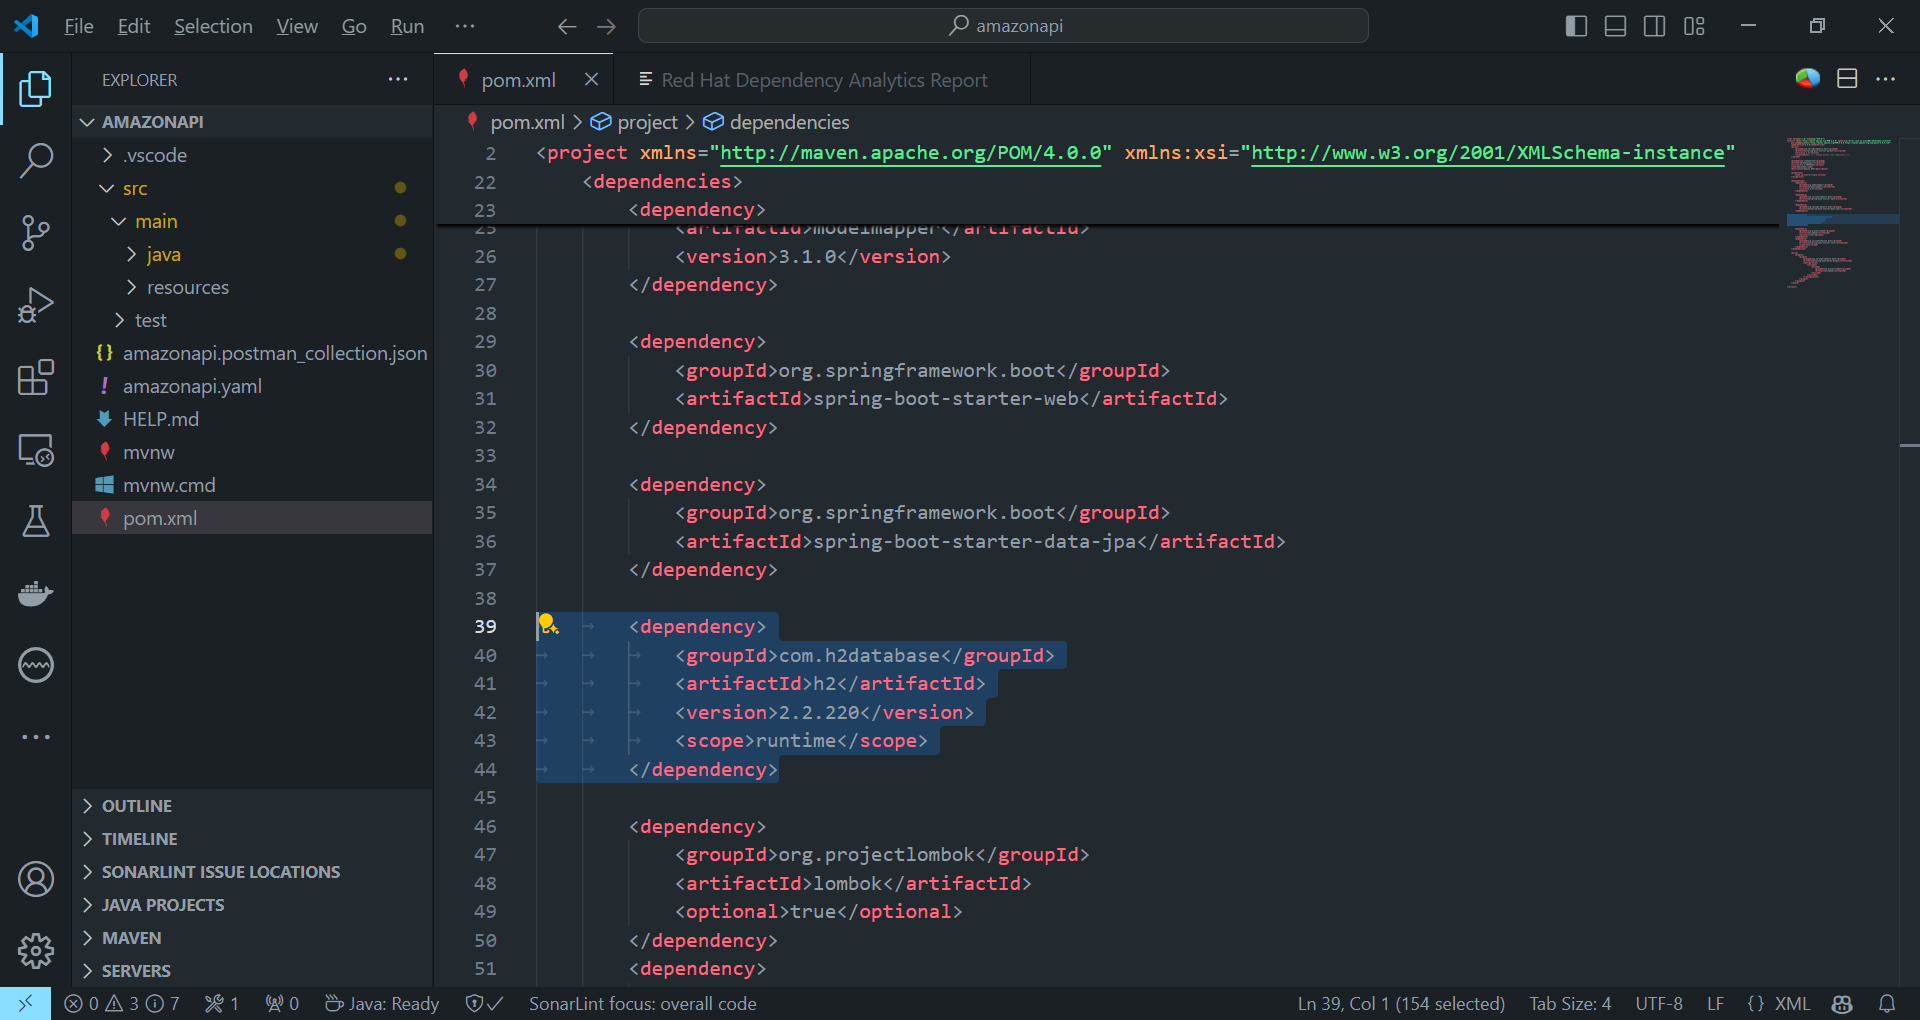 File Edit Selection View Go Run ··· ← → amazonapi
EXPLORER ···
pom.xml
Red Hat Dependency Analytics Report
AMAZONAPI
.vscode
src
main
java
resources
test
{} amazonapi.postman_collection.json
! amazonapi.yaml
HELP.md
mvnw
mvnw.cmd
pom.xml
OUTLINE
TIMELINE
SONARLINT ISSUE LOCATIONS
JAVA PROJECTS
MAVEN
SERVERS
pom.xml > project > dependencies
2 <project xmlns="http://maven.apache.org/POM/4.0.0" xmlns:xsi="http://www.w3.org/2001/XMLSchema-instance"
22 <dependencies>
23 <dependency>
25 <artifactId>modelmapper</artifactId>
26 <version>3.1.0</version>
27 </dependency>
28
29 <dependency>
30 <groupId>org.springframework.boot</groupId>
31 <artifactId>spring-boot-starter-web</artifactId>
32 </dependency>
33
34 <dependency>
35 <groupId>org.springframework.boot</groupId>
36 <artifactId>spring-boot-starter-data-jpa</artifactId>
37 </dependency>
38
39 <dependency>
40 <groupId>com.h2database</groupId>
41 <artifactId>h2</artifactId>
42 <version>2.2.220</version>
43 <scope>runtime</scope>
44 </dependency>
45
46 <dependency>
47 <groupId>org.projectlombok</groupId>
48 <artifactId>lombok</artifactId>
49 <optional>true</optional>
50 </dependency>
51 <dependency>
0 3 7 1 0 Java: Ready SonarLint focus: overall code Ln 39, Col 1 (154 selected) Tab Size: 4 UTF-8 LF {} XML